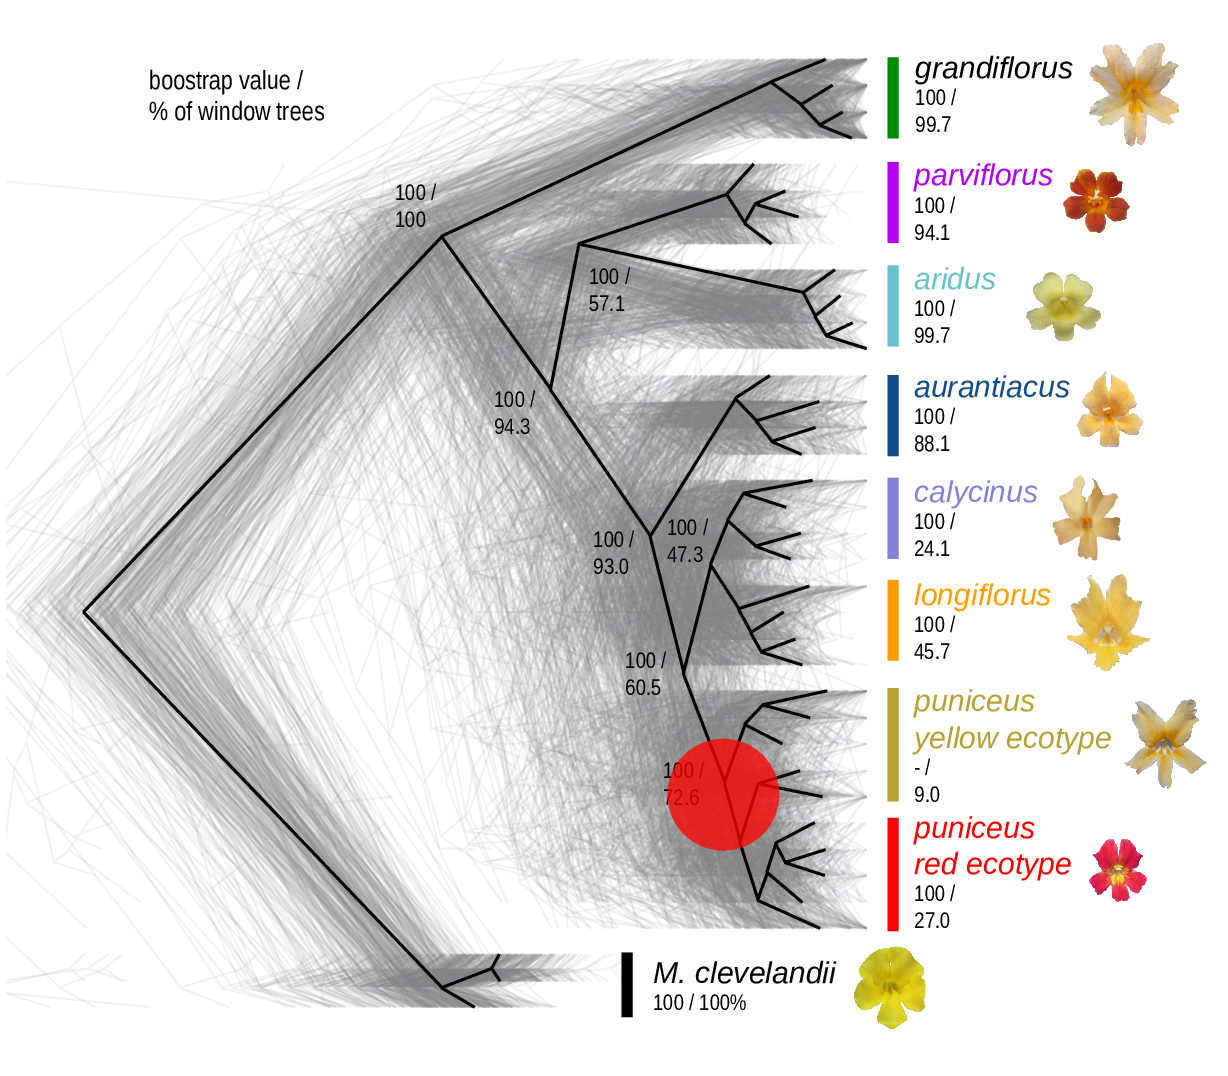 boostrap value /
% of window trees
grandiflorus
100 /
99.7
parviflorus
100 /
94.1
aridus
100 /
99.7
aurantiacus
100 /
88.1
calycinus
100 /
24.1
longiflorus
100 /
45.7
puniceus
yellow ecotype
- /
9.0
puniceus
red ecotype
100 /
27.0
M. clevelandii
100 / 100%
100 /
100
100 /
57.1
100 /
94.3
100 /
93.0
100 /
47.3
100 /
60.5
100 /
72.6